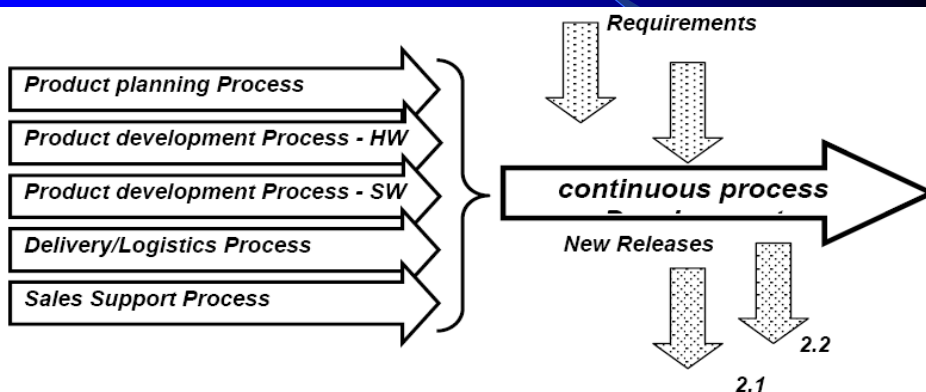 Requirements
Product planning Process
Product development Process - HW
Product development Process - SW
Delivery/Logistics Process
Sales Support Process
continuous process
New Releases
2.2
2.1